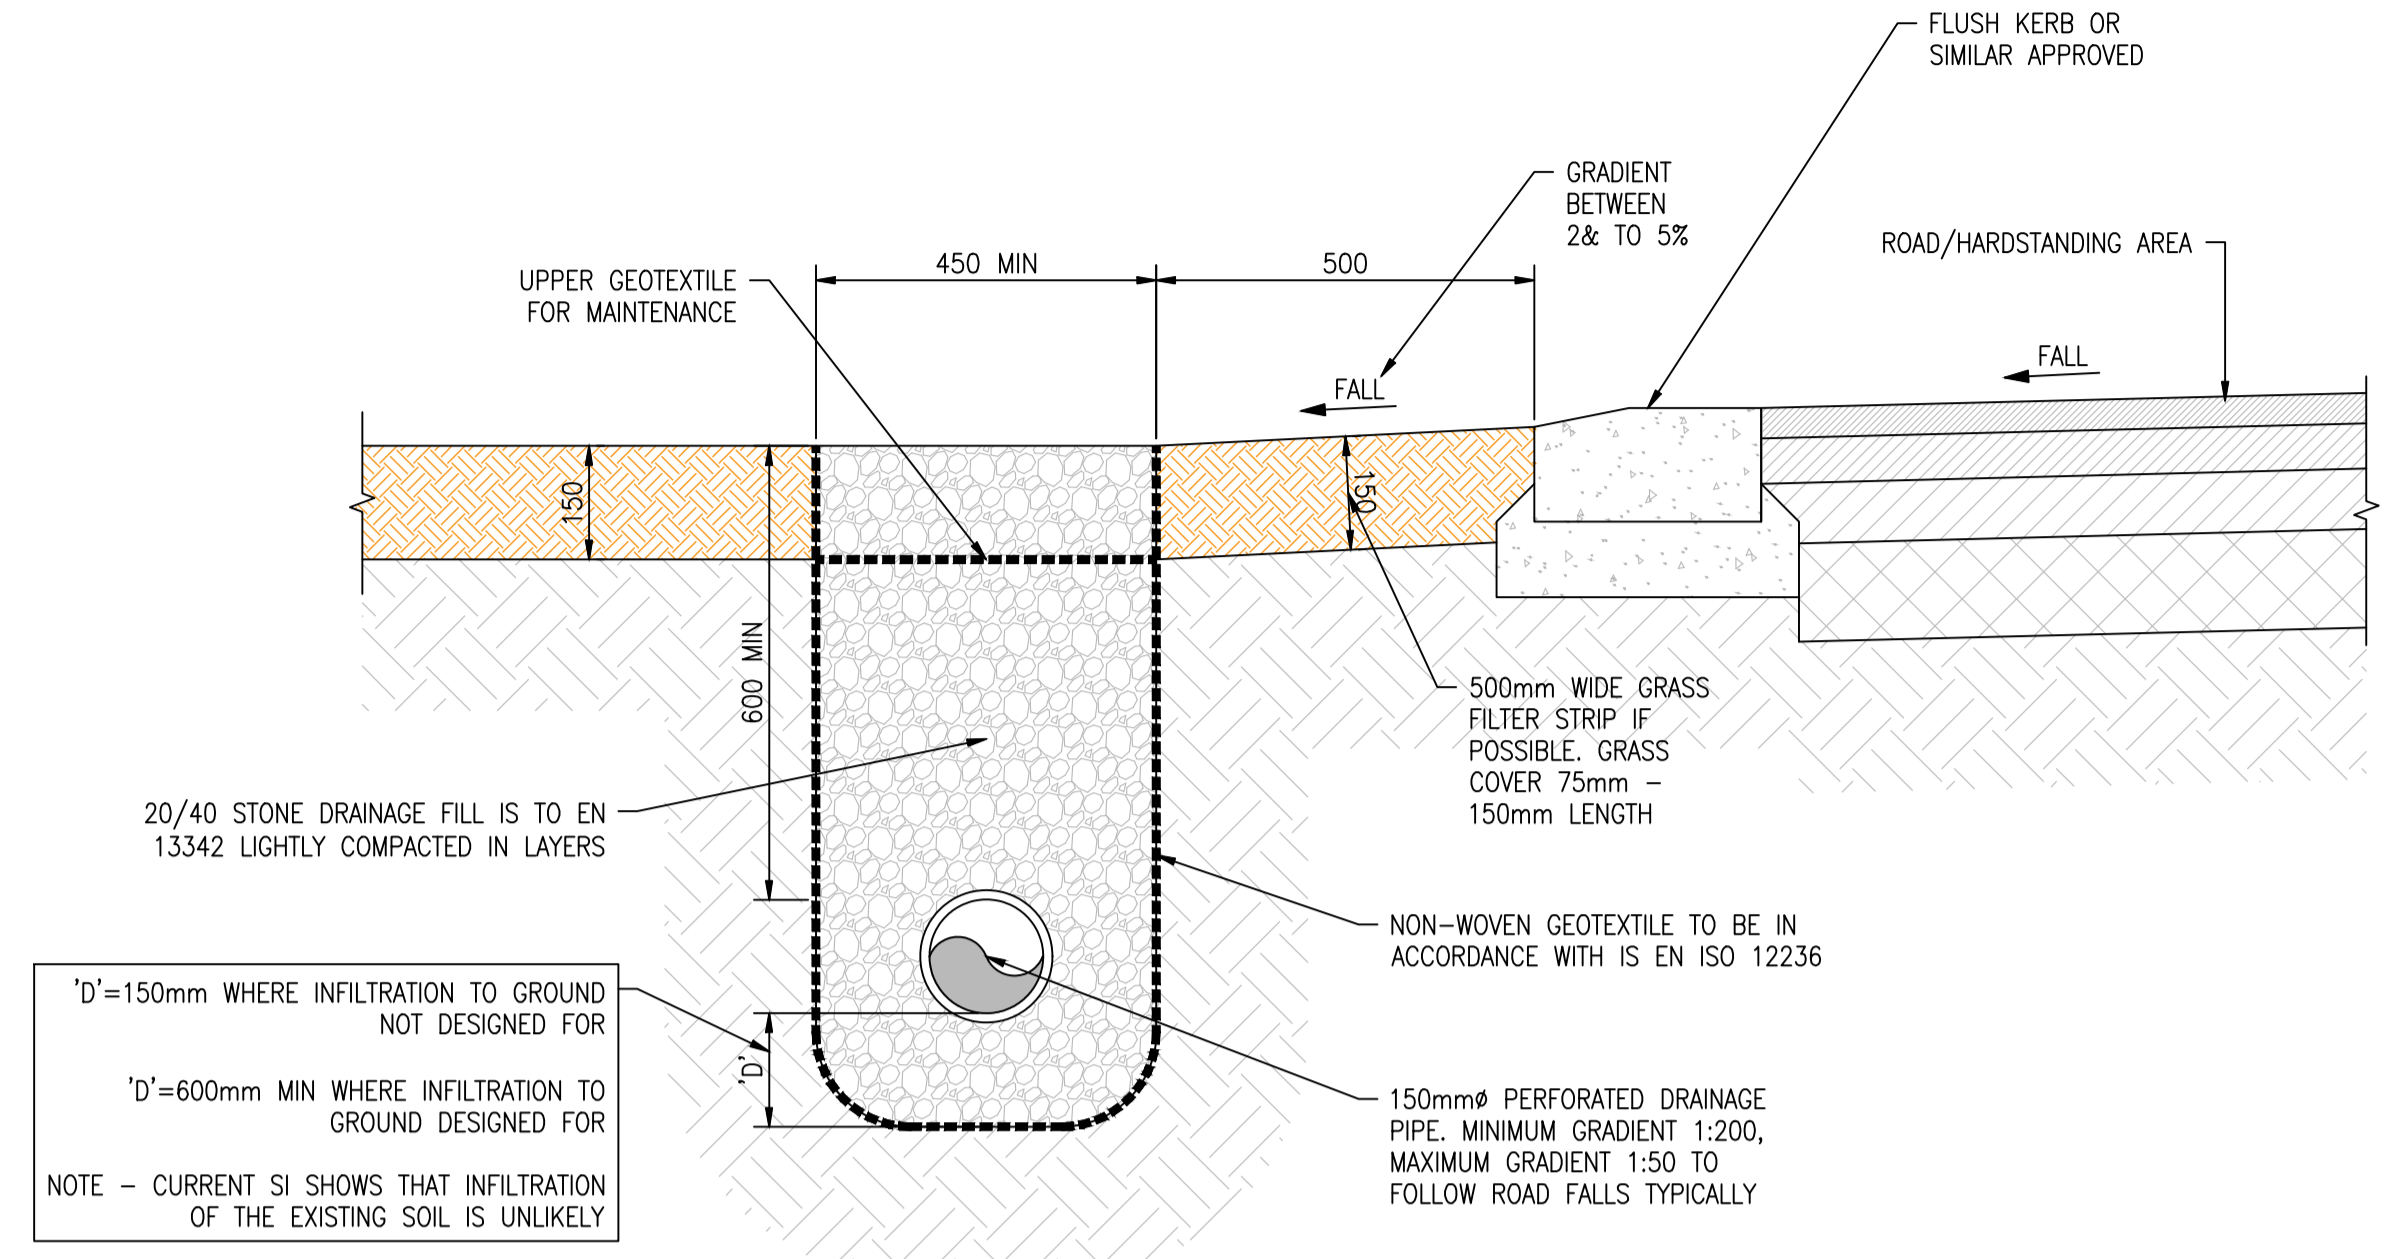 FLUSH KERB OR
SIMILAR APPROVED
GRADIENT
BETWEEN
2& TO 5%
ROAD/HARDSTANDING AREA
450 MIN
500
UPPER GEOTEXTILE
FOR MAINTENANCE
FALL
FALL
150
150
600 MIN
500mm WIDE GRASS
FILTER STRIP IF
POSSIBLE. GRASS
COVER 75mm –
150mm LENGTH
20/40 STONE DRAINAGE FILL IS TO EN
13342 LIGHTLY COMPACTED IN LAYERS
NON–WOVEN GEOTEXTILE TO BE IN
ACCORDANCE WITH IS EN ISO 12236
'D'=150mm WHERE INFILTRATION TO GROUND
NOT DESIGNED FOR
'D'=600mm MIN WHERE INFILTRATION TO
GROUND DESIGNED FOR
NOTE – CURRENT SI SHOWS THAT INFILTRATION
OF THE EXISTING SOIL IS UNLIKELY
'D'
150mmø PERFORATED DRAINAGE
PIPE. MINIMUM GRADIENT 1:200,
MAXIMUM GRADIENT 1:50 TO
FOLLOW ROAD FALLS TYPICALLY